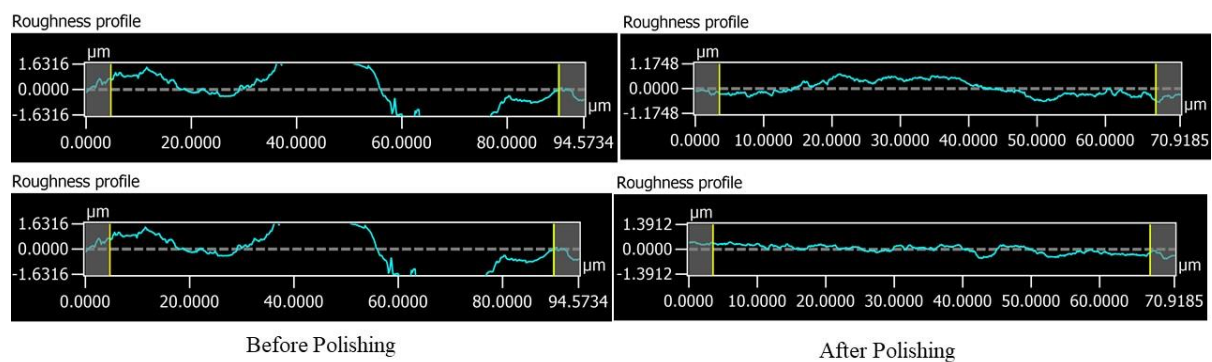 Roughness profile
µm
1.6316
0.0000
-1.6316
µm
0.0000 20.0000 40.0000 60.0000 80.0000 94.5734
Roughness profile
µm
1.1748
0.0000
-1.1748
µm
0.0000 10.0000 20.0000 30.0000 40.0000 50.0000 60.0000 70.9185
Roughness profile
µm
1.6316
0.0000
-1.6316
µm
0.0000 20.0000 40.0000 60.0000 80.0000 94.5734
Roughness profile
µm
1.3912
0.0000
-1.3912
µm
0.0000 10.0000 20.0000 30.0000 40.0000 50.0000 60.0000 70.9185
Before Polishing
After Polishing